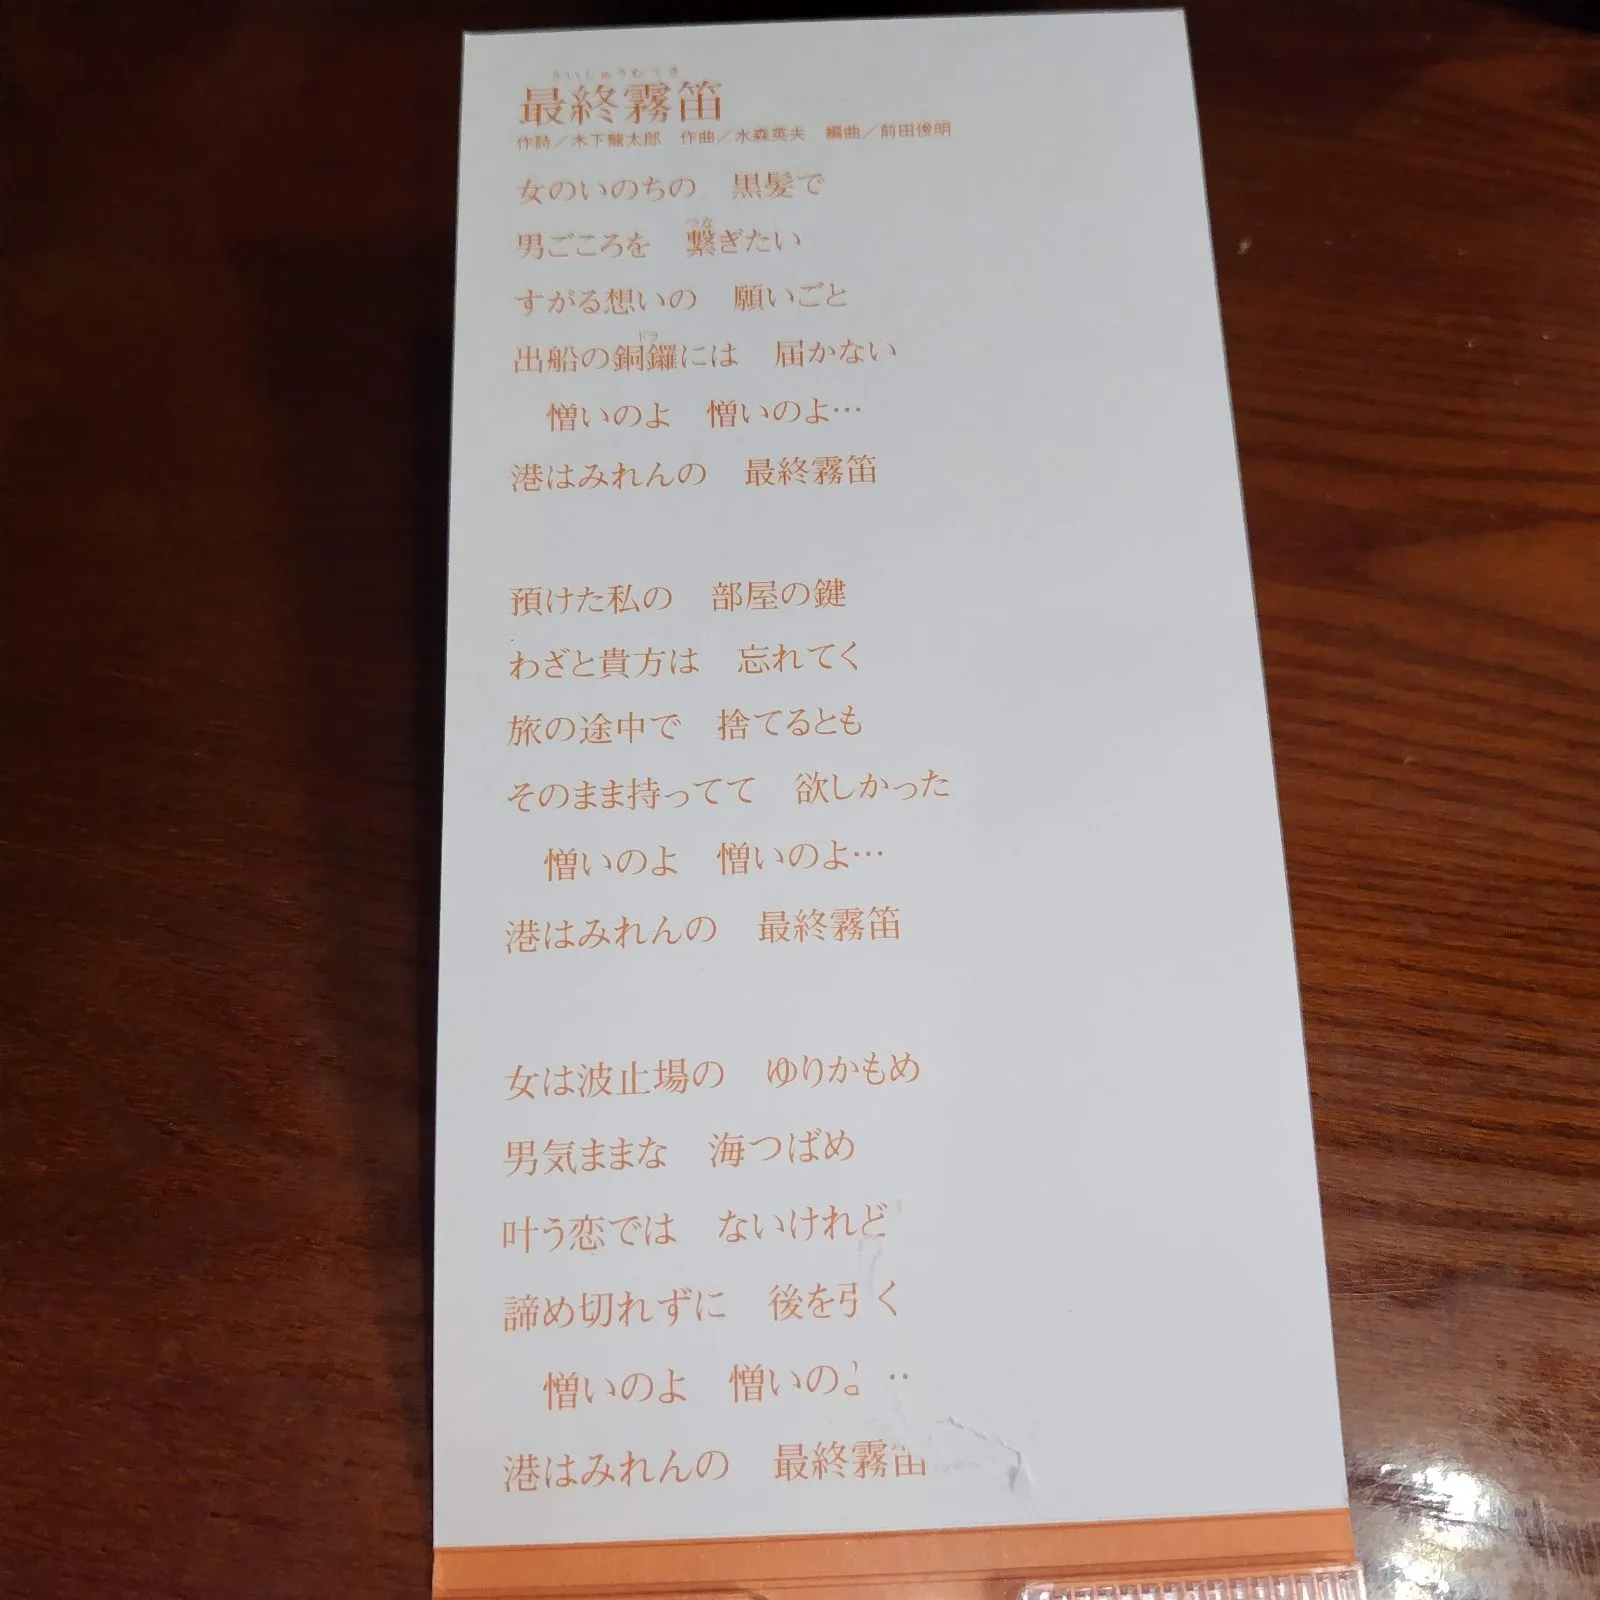 さいしゅうむてき
最終霧笛
作詩／木下龍太郎　作曲／水森英夫　編曲／前田俊明
女のいのちの　黒髪で
つな
男ごころを　繋ぎたい
すがる想いの　願いごと
ドラ
出船の銅鑼には　届かない
憎いのよ　憎いのよ…
港はみれんの　最終霧笛
預けた私の　部屋の鍵
わざと貴方は　忘れてく
旅の途中で　捨てるとも
そのまま持ってて　欲しかった
憎いのよ　憎いのよ…
港はみれんの　最終霧笛
女は波止場の　ゆりかもめ
男気ままな　海つばめ
叶う恋では　ないけれど
諦め切れずに　後を引く
憎いのよ　憎いのよ…
港はみれんの　最終霧笛